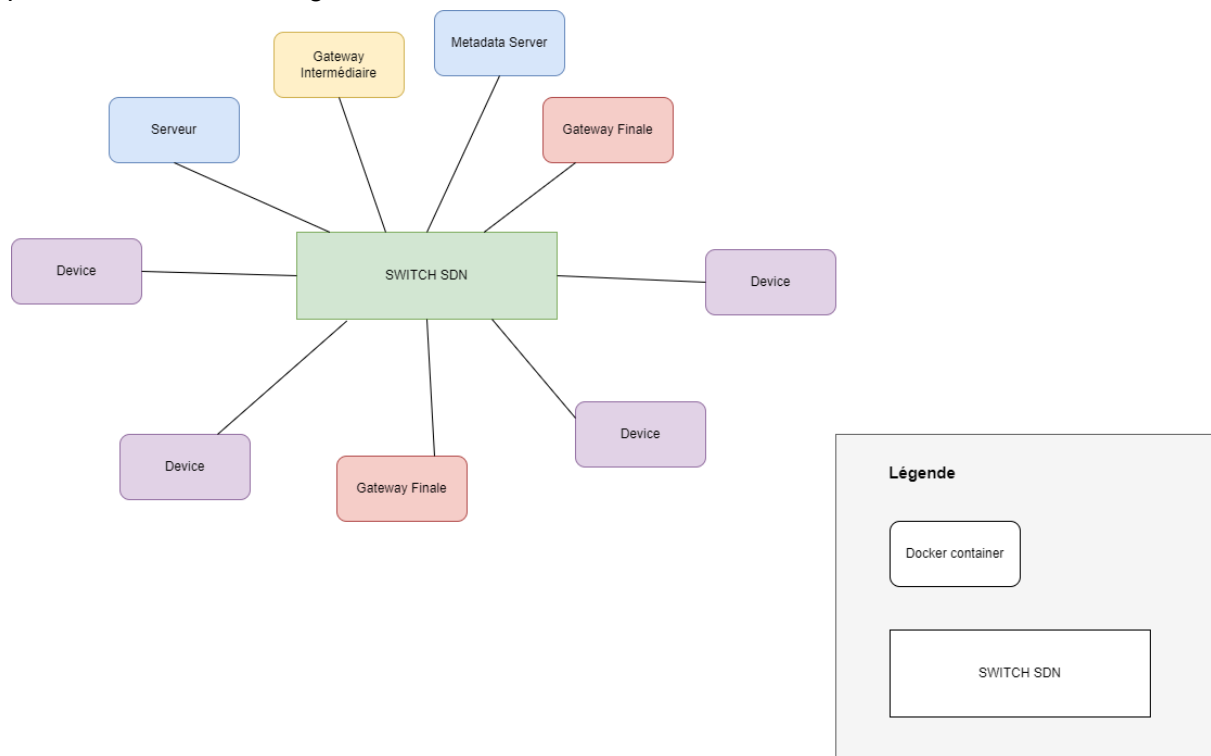 Metadata Server
Gateway
Intermédiaire
Serveur
Gateway Finale
Device
SWITCH SDN
Device
Device
Device
Gateway Finale
Légende
Docker container
SWITCH SDN